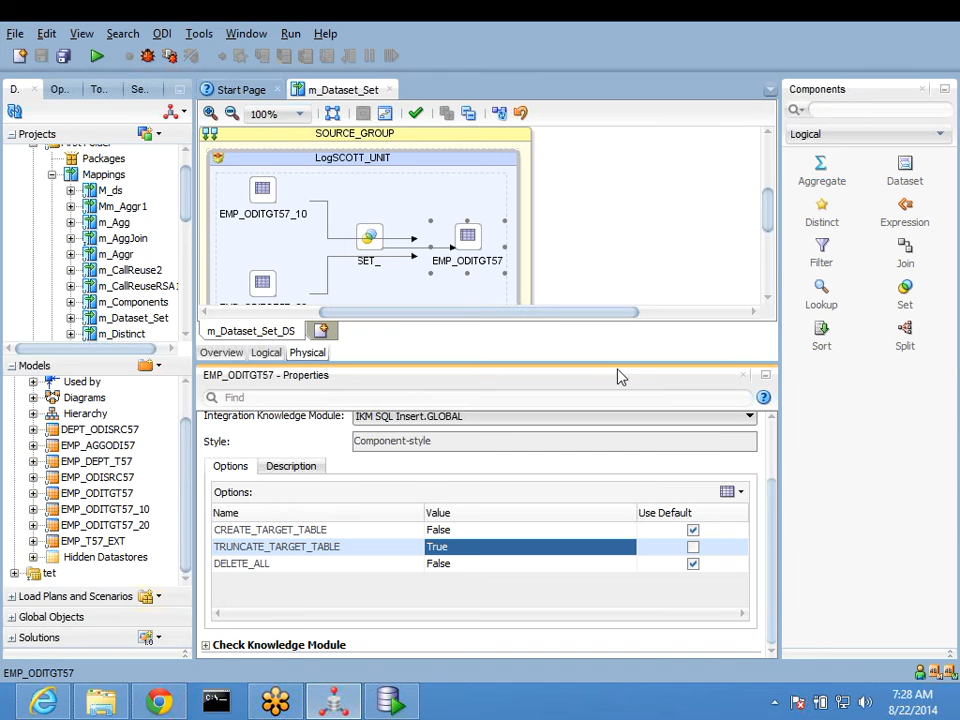 File Edit View Search ODI Tools Window Run Help
D. Op... To... Se...
Start Page m_Dataset_Set
Components
100%
Projects
Logical
Packages
Mappings
M_ds
Mm_Aggr1
m_Agg
m_AggJoin
m_Aggr
m_CallReuse2
m_CallReuseRSA1
m_Components
m_Dataset_Set
m_Distinct
SOURCE_GROUP
LogSCOTT_UNIT
EMP_ODITGT57_10
SET_
EMP_ODITGT57
m_Dataset_Set_DS
Overview Logical Physical
Aggregate Dataset
Distinct Expression
Filter Join
Lookup Set
Sort Split
Models
Used by
Diagrams
Hierarchy
DEPT_ODISRC57
EMP_AGGODI57
EMP_DEPT_T57
EMP_ODISRC57
EMP_ODITGT57
EMP_ODITGT57_10
EMP_ODITGT57_20
EMP_T57_EXT
Hidden Datastores
tet
Load Plans and Scenarios
Global Objects
Solutions
EMP_ODITGT57 - Properties
Find
Integration Knowledge Module: IKM SQL Insert.GLOBAL
Style: Component-style
Options Description
Options:
Name Value Use Default
CREATE_TARGET_TABLE False
TRUNCATE_TARGET_TABLE True
DELETE_ALL False
Check Knowledge Module
EMP_ODITGT57
7:28 AM
8/22/2014